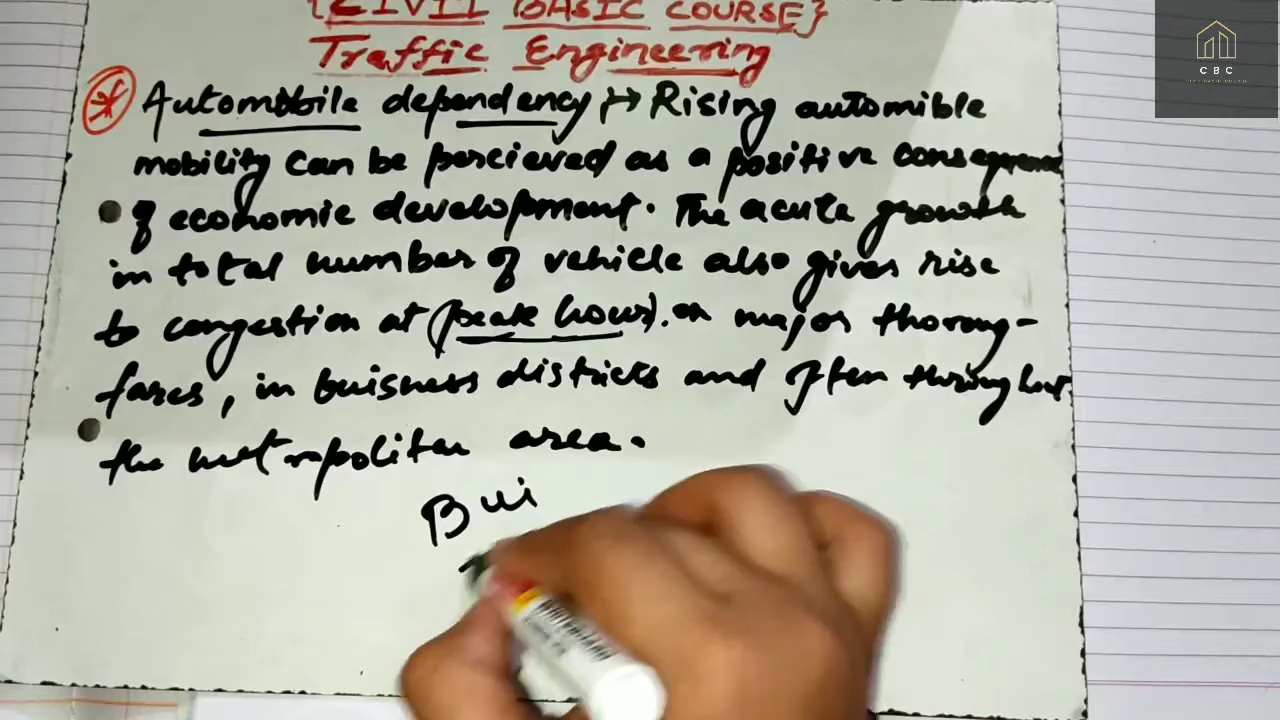 {CIVIL BASIC COURSE}
Traffic Engineering
CBC
Automobile dependency :→ Rising automible
mobility can be percieved as a positive consequence
of economic development. The acute growth
in total number of vehicle also gives rise
to congestion at (peak hour). on major thoroug-
fares, in buisness districts and often throughout
the metropolitan area.
Bui